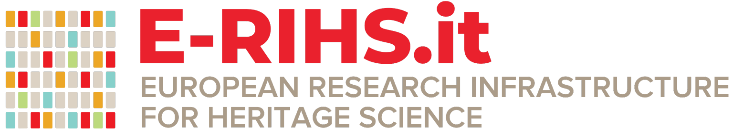 E-RIHS.it
EUROPEAN RESEARCH INFRASTRUCTURE
FOR HERITAGE SCIENCE